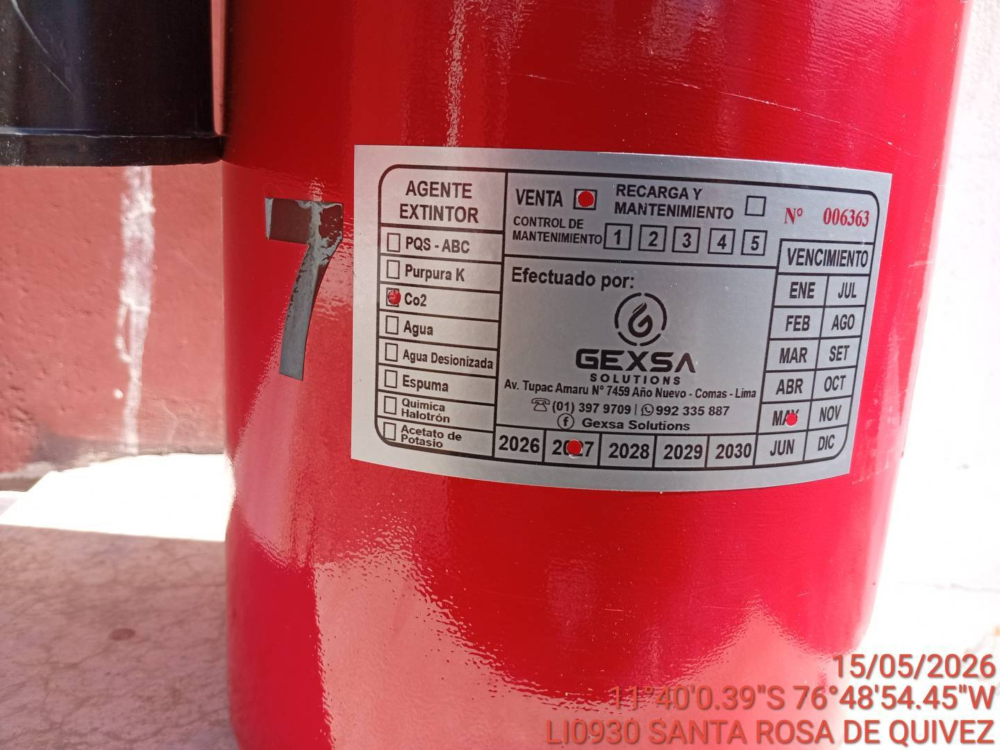 7
AGENTE
EXTINTOR
PQS - ABC
Purpura K
Co2
Agua
Agua Desionizada
Espuma
Quimica
Halotrón
Acetato de
Potasio
VENTA
RECARGA Y
MANTENIMIENTO
Nº 006363
CONTROL DE
MANTENIMIENTO 1 2 3 4 5
Efectuado por:
GEXSA
SOLUTIONS
Av. Tupac Amaru Nº 7459 Año Nuevo - Comas - Lima
(01) 397 9709 | 992 335 887
Gexsa Solutions
2026 2027 2028 2029 2030
VENCIMIENTO
ENE JUL
FEB AGO
MAR SET
ABR OCT
MAY NOV
JUN DIC
15/05/2026
11°40'0.39"S 76°48'54.45"W
LI0930 SANTA ROSA DE QUIVEZ